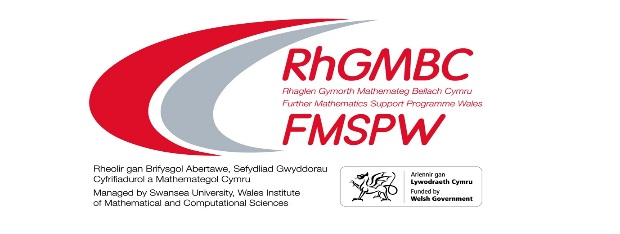 RhGMBC
Rhaglen Gymorth Mathemateg Bellach Cymru
Further Mathematics Support Programme Wales
FMSPW
Rheolir gan Brifysgol Abertawe, Sefydliad Gwyddorau
Cyfrifiadurol a Mathemategol Cymru
Managed by Swansea University, Wales Institute
of Mathematical and Computational Sciences
Ariennir gan
Lywodraeth Cymru
Funded by
Welsh Government